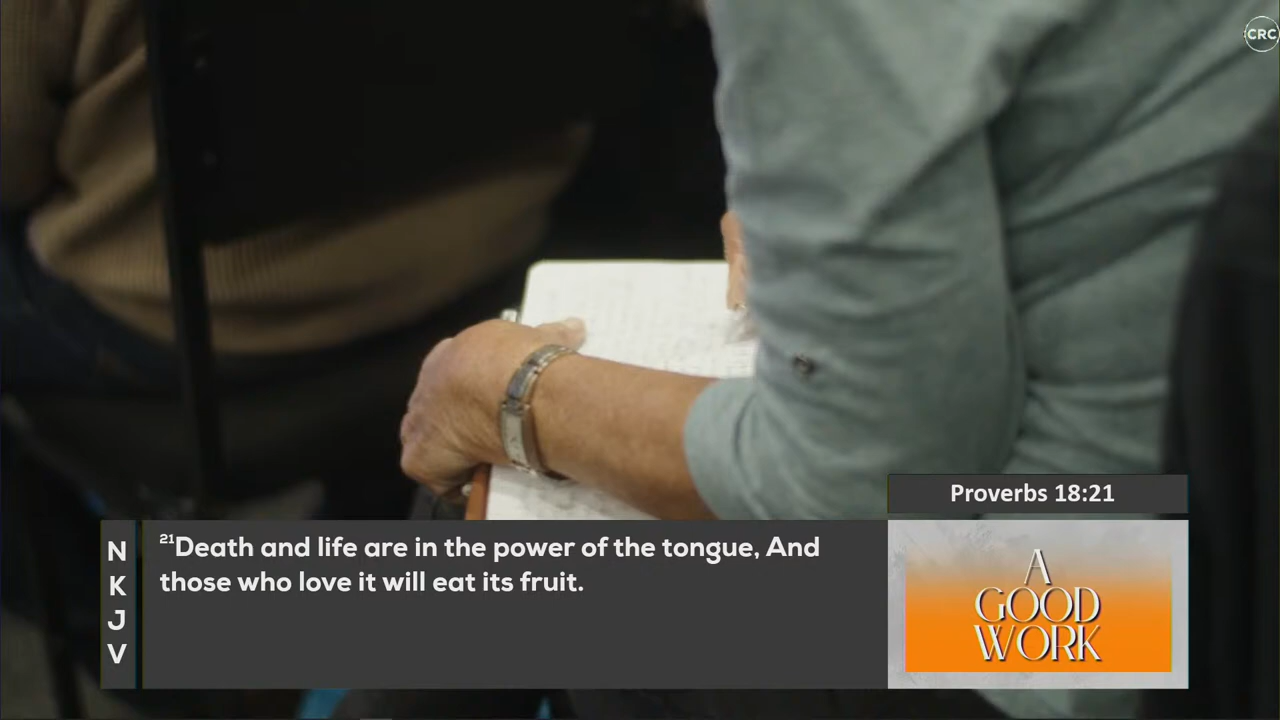 CRC
Proverbs 18:21
N
K
J
V
21Death and life are in the power of the tongue, And
those who love it will eat its fruit.
A
GOOD
WORK